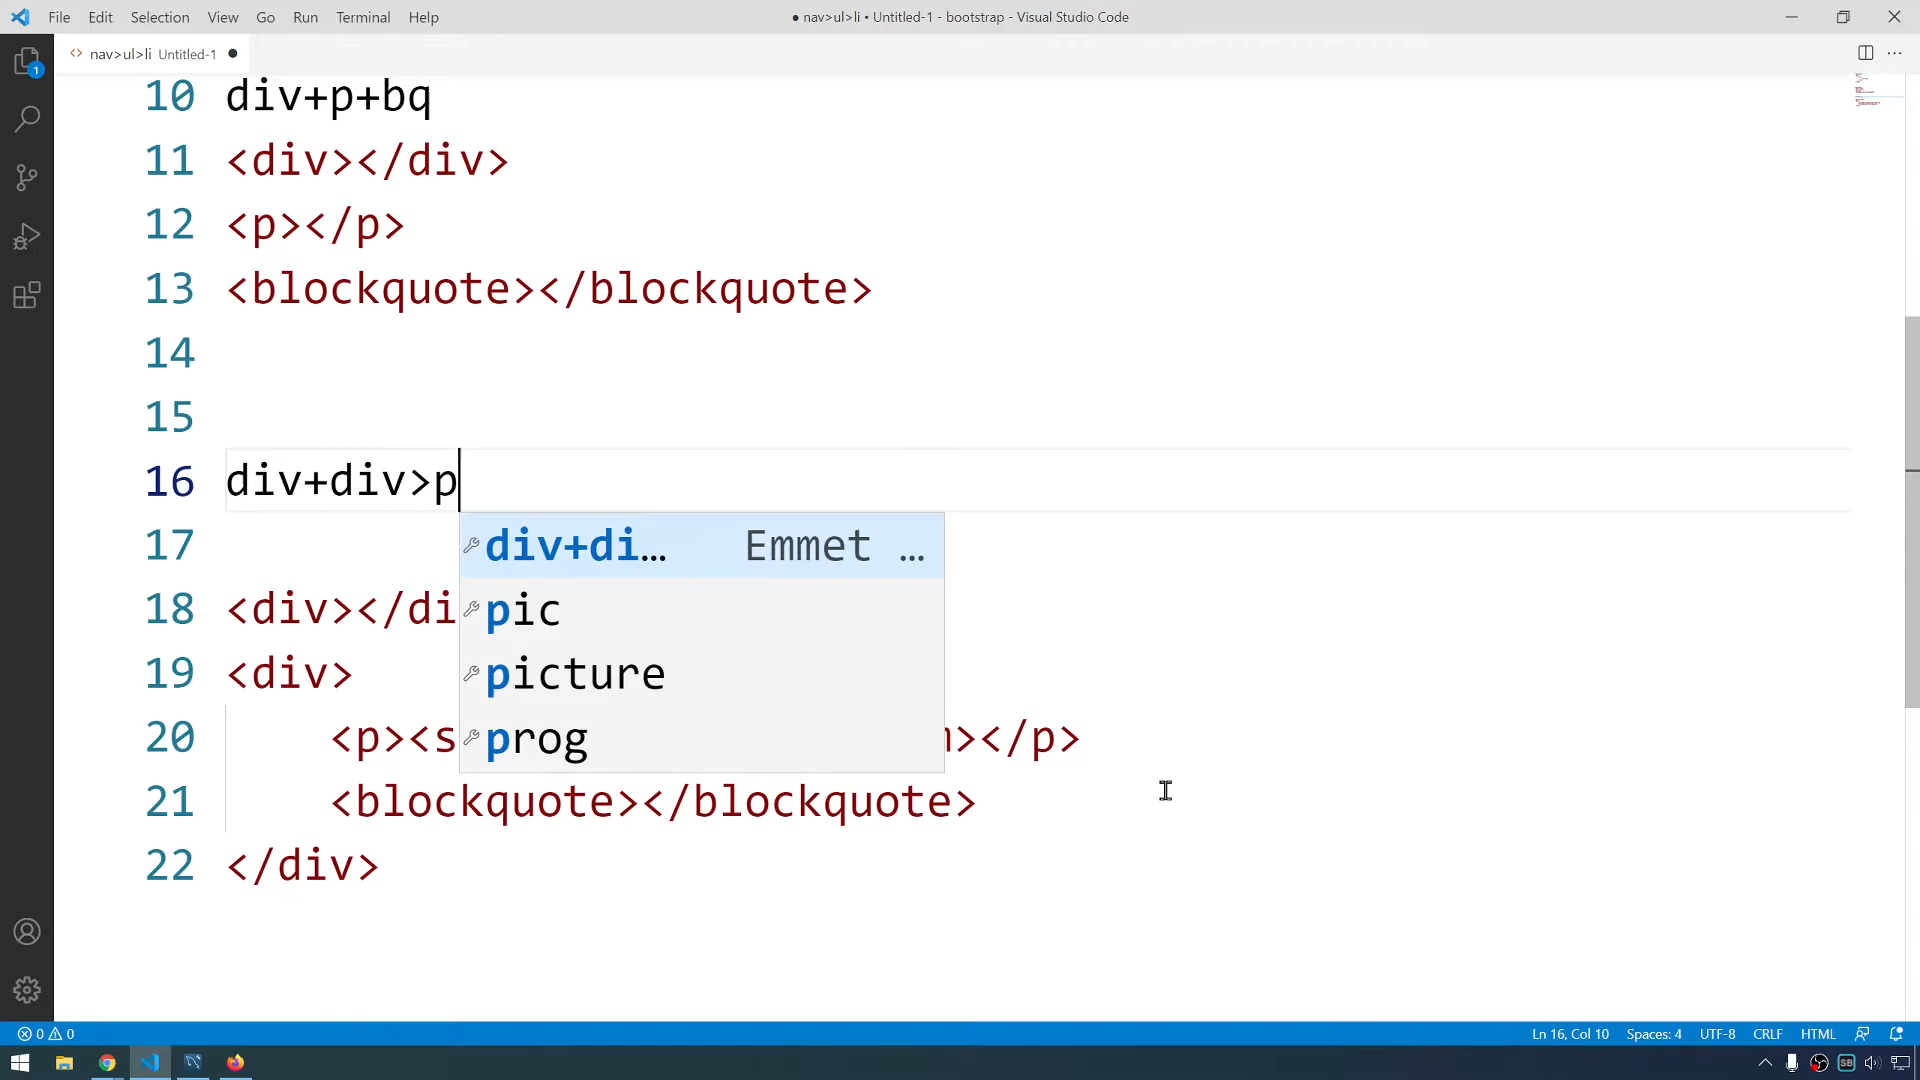 File Edit Selection View Go Run Terminal Help
● nav>ul>li • Untitled-1 - bootstrap - Visual Studio Code
nav>ul>li Untitled-1 ●
1
10 div+p+bq
11 <div></div>
12 <p></p>
13 <blockquote></blockquote>
14
15
16 div+div>p
div+di… Emmet …
17
pic
18 <div></di
picture
19 <div>
prog
20 <p><s ></p>
21 <blockquote></blockquote>
22 </div>
0 0
Ln 16, Col 10 Spaces: 4 UTF-8 CRLF HTML
SB